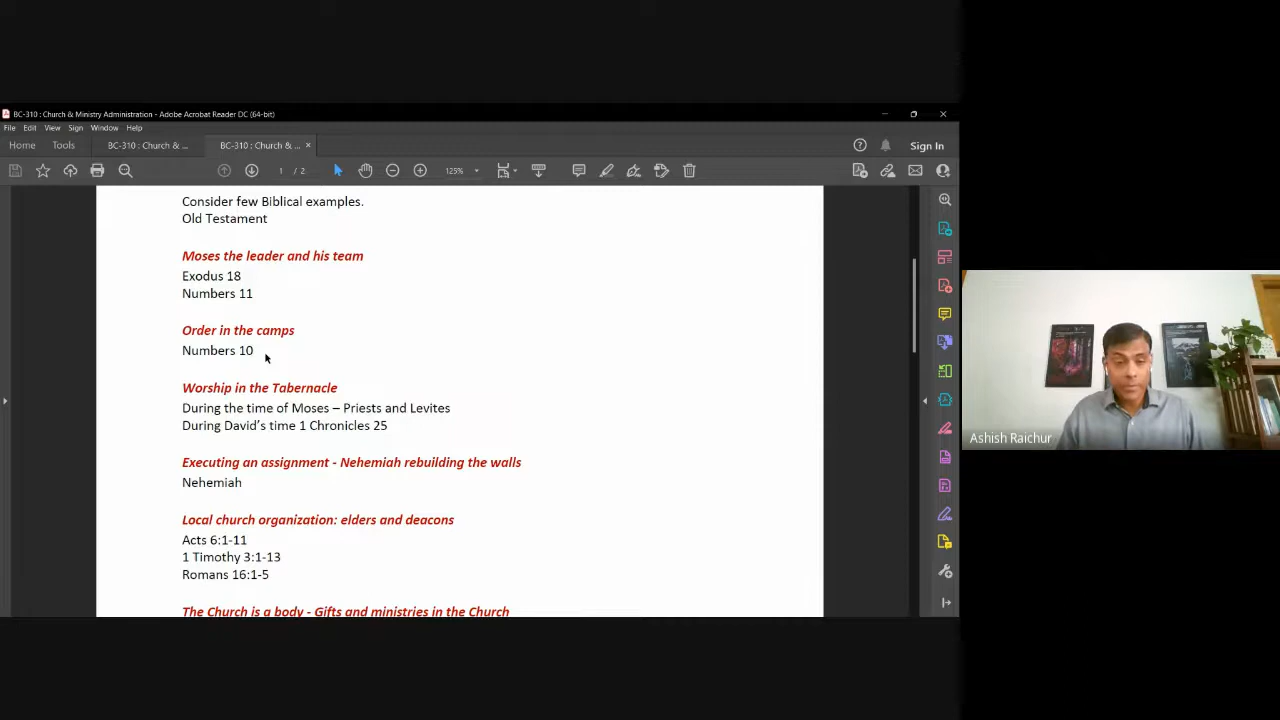 BC-310 : Church & Ministry Administration - Adobe Acrobat Reader DC (64-bit)
File Edit View Sign Window Help
Home Tools BC-310 : Church & ... BC-310 : Church & ... × Sign In
1 / 2 125%
Consider few Biblical examples.
Old Testament
Moses the leader and his team
Exodus 18
Numbers 11
Order in the camps
Numbers 10
Worship in the Tabernacle
During the time of Moses – Priests and Levites
During David's time 1 Chronicles 25
Executing an assignment - Nehemiah rebuilding the walls
Nehemiah
Local church organization: elders and deacons
Acts 6:1-11
1 Timothy 3:1-13
Romans 16:1-5
The Church is a body - Gifts and ministries in the Church
Ashish Raichur